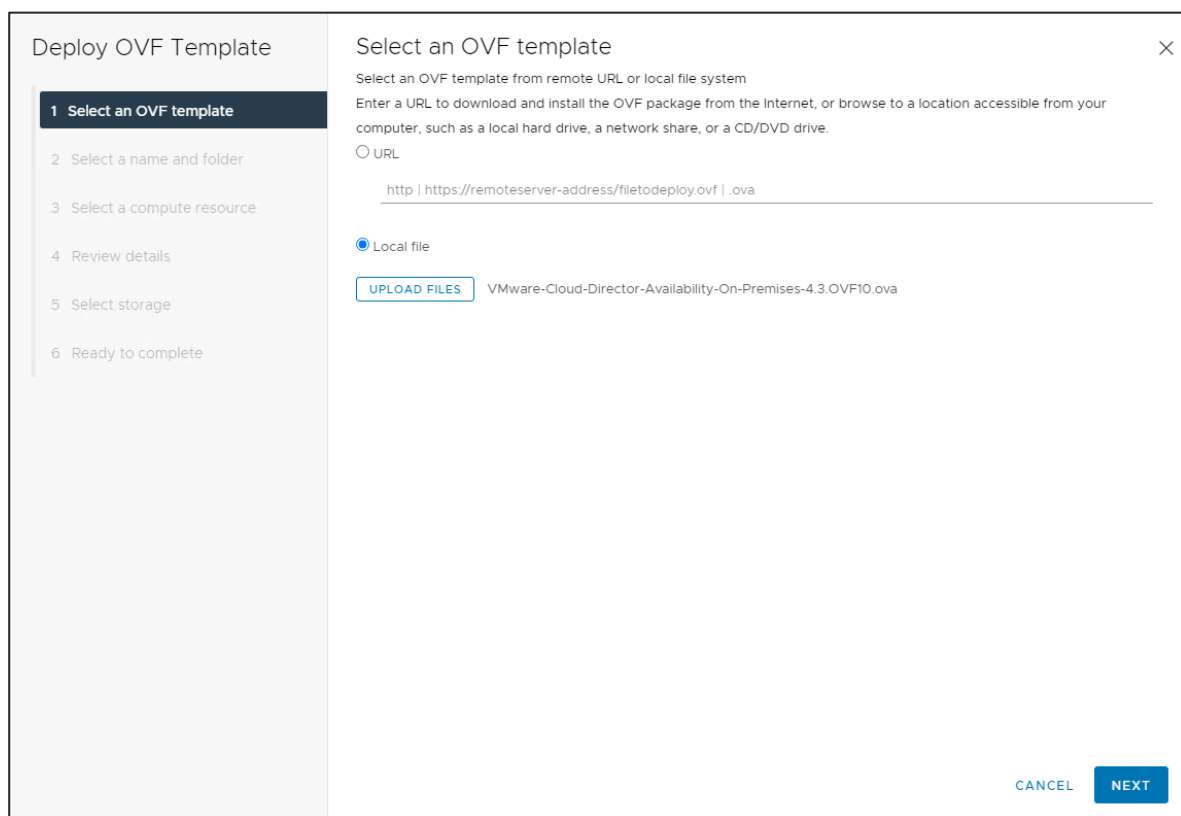 Deploy OVF Template
1 Select an OVF template
2 Select a name and folder
3 Select a compute resource
4 Review details
5 Select storage
6 Ready to complete
Select an OVF template
Select an OVF template from remote URL or local file system
Enter a URL to download and install the OVF package from the Internet, or browse to a location accessible from your
computer, such as a local hard drive, a network share, or a CD/DVD drive.
URL
http | https://remoteserver-address/filetodeploy.ovf | .ova
Local file
UPLOAD FILES VMware-Cloud-Director-Availability-On-Premises-4.3.OVF10.ova
CANCEL NEXT